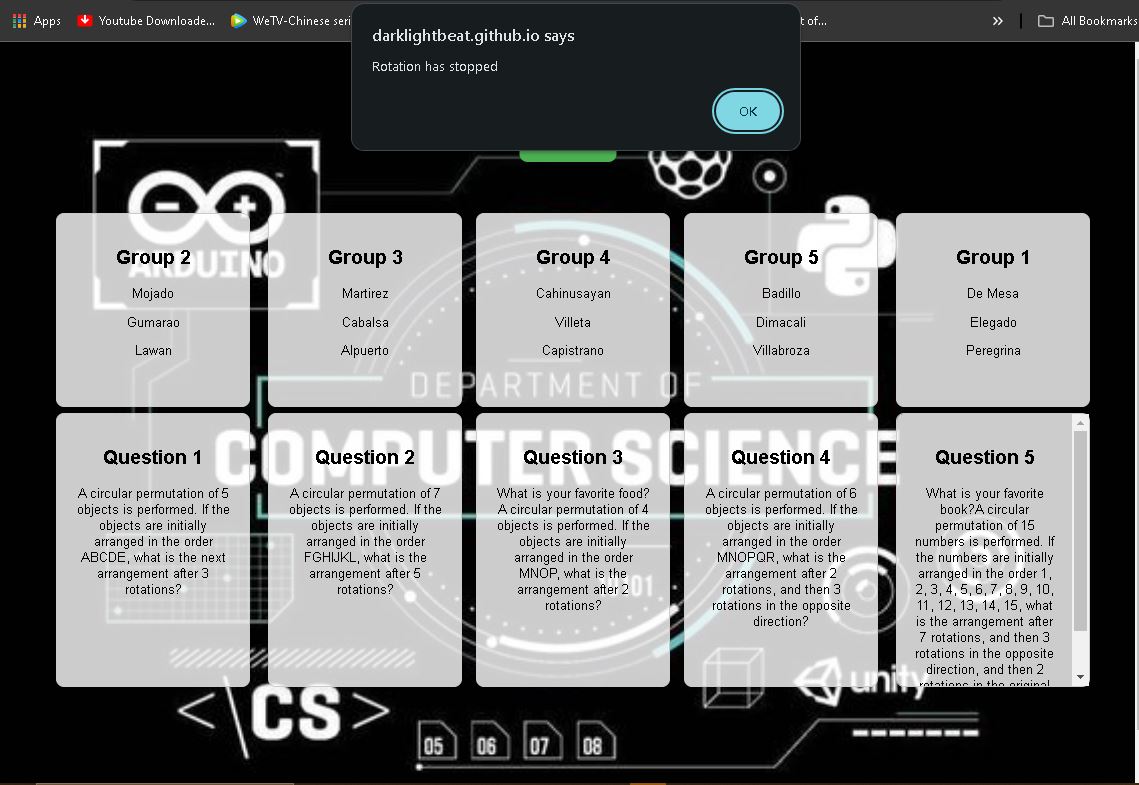 Apps
Youtube Downloade...
WeTV-Chinese seri
t of...
»
All Bookmarks
darklightbeat.github.io says
Rotation has stopped
OK
ARDUINO
Group 2
Mojado
Gumarao
Lawan
Group 3
Martirez
Cabalsa
Alpuerto
Group 4
Cahinusayan
Villeta
Capistrano
Group 5
Badillo
Dimacali
Villabroza
Group 1
De Mesa
Elegado
Peregrina
DEPARTMENT OF
COMPUTER SCIENCE
Question 1
A circular permutation of 5
objects is performed. If the
objects are initially
arranged in the order
ABCDE, what is the next
arrangement after 3
rotations?
Question 2
A circular permutation of 7
objects is performed. If the
objects are initially
arranged in the order
FGHIJKL, what is the
arrangement after 5
rotations?
Question 3
What is your favorite food?
A circular permutation of 4
objects is performed. If the
objects are initially
arranged in the order
MNOP, what is the
arrangement after 2
rotations?
Question 4
A circular permutation of 6
objects is performed. If the
objects are initially
arranged in the order
MNOPQR, what is the
arrangement after 2
rotations, and then 3
rotations in the opposite
direction?
Question 5
What is your favorite
book?A circular
permutation of 15
numbers is performed. If
the numbers are initially
arranged in the order 1,
2, 3, 4, 5, 6, 7, 8, 9, 10,
11, 12, 13, 14, 15, what
is the arrangement after
7 rotations, and then 3
rotations in the opposite
direction, and then 2
rotations in the original
unity
<\CS>
05 06 07 08